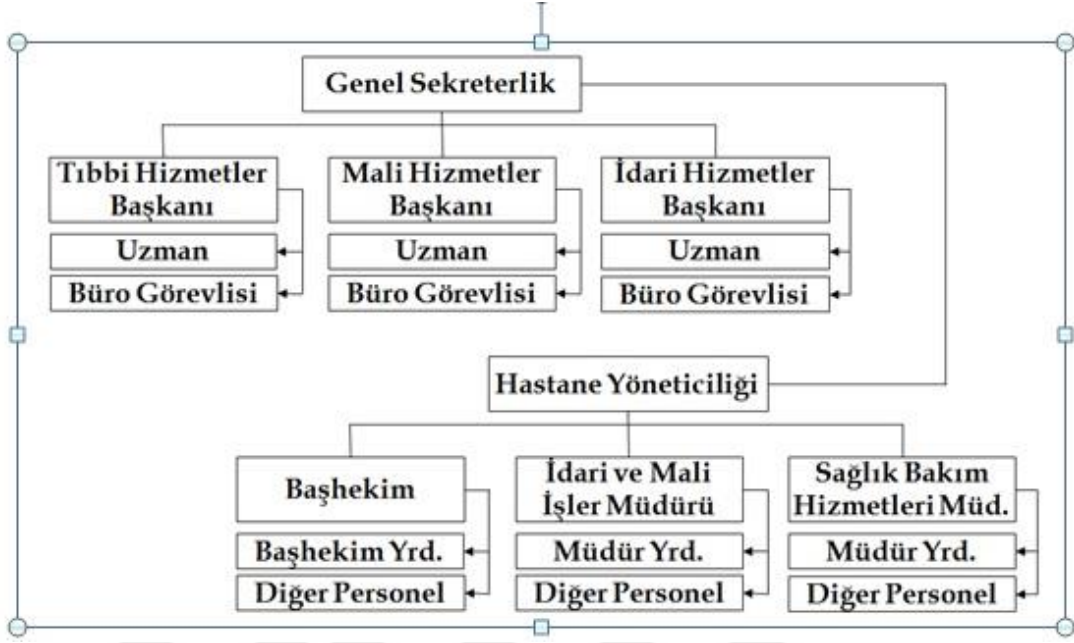 Genel Sekreterlik
Tıbbi Hizmetler
Başkanı
Uzman
Büro Görevlisi
Mali Hizmetler
Başkanı
Uzman
Büro Görevlisi
İdari Hizmetler
Başkanı
Uzman
Büro Görevlisi
Hastane Yöneticiliği
Başhekim
Başhekim Yrd.
Diğer Personel
İdari ve Mali
İşler Müdürü
Müdür Yrd.
Diğer Personel
Sağlık Bakım
Hizmetleri Müd.
Müdür Yrd.
Diğer Personel